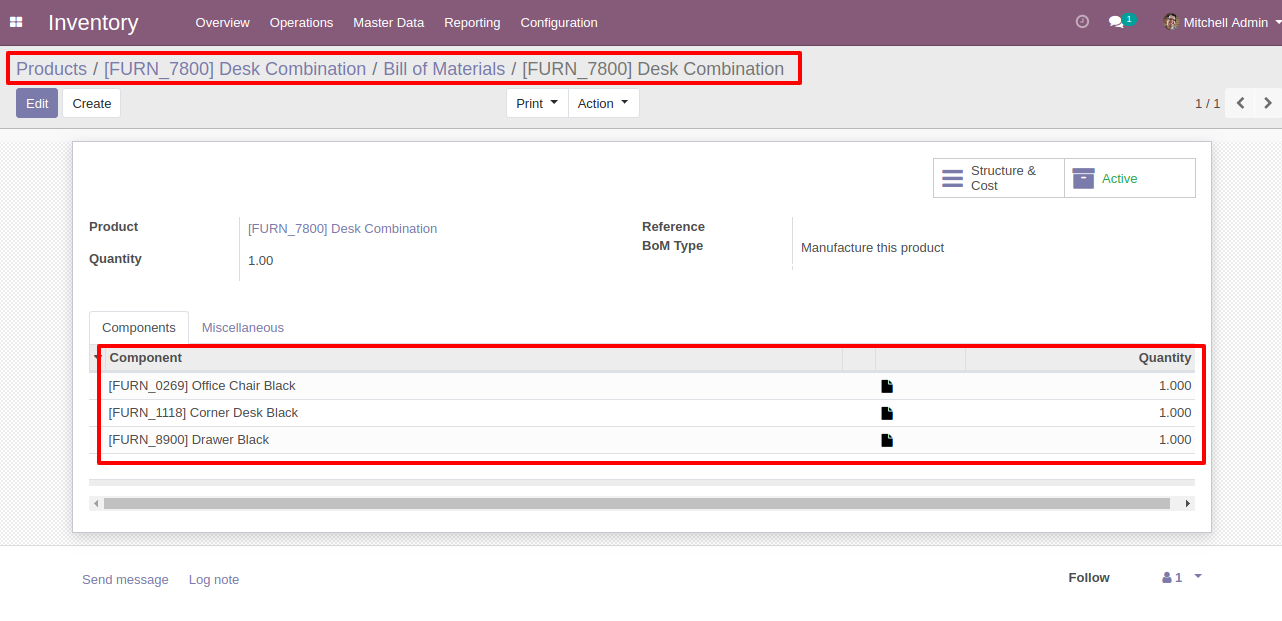 Inventory Overview Operations Master Data Reporting Configuration 1 Mitchell Admin
Products / [FURN_7800] Desk Combination / Bill of Materials / [FURN_7800] Desk Combination
Edit Create Print Action 1 / 1
Structure &
Cost
Active
Product [FURN_7800] Desk Combination
Quantity 1.00
Reference
BoM Type Manufacture this product
Components Miscellaneous
Component Quantity
[FURN_0269] Office Chair Black 1.000
[FURN_1118] Corner Desk Black 1.000
[FURN_8900] Drawer Black 1.000
Send message Log note Follow 1